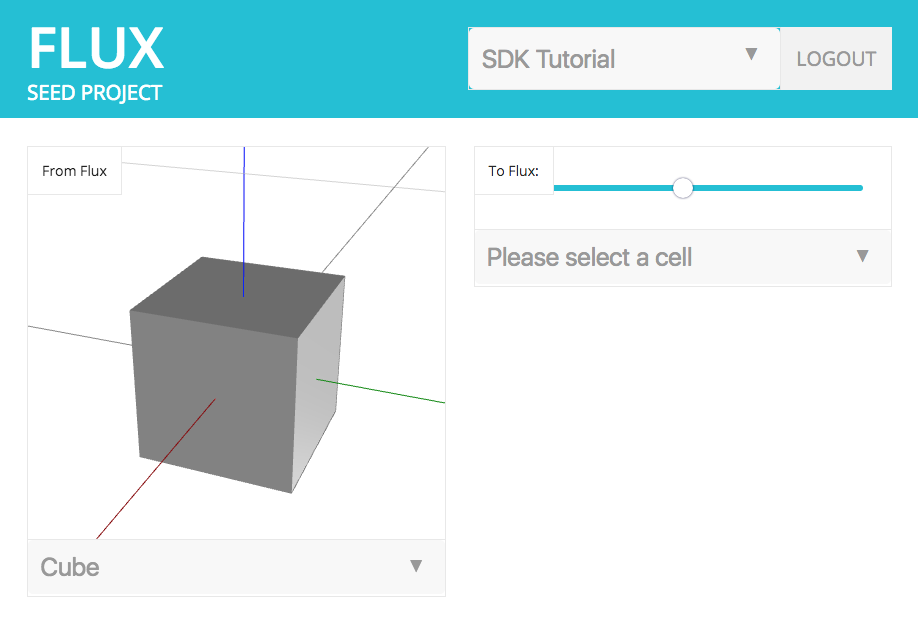 FLUX
SEED PROJECT
SDK Tutorial
LOGOUT
From Flux
Cube
To Flux:
Please select a cell